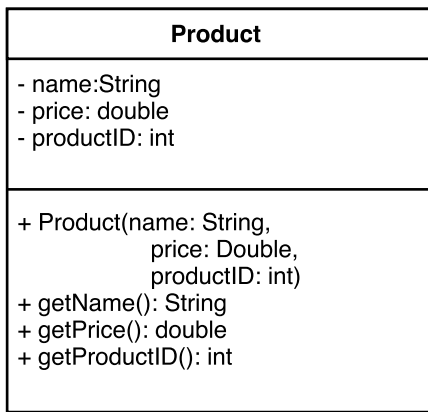 Product
- name:String
- price: double
- productID: int
+ Product(name: String,
price: Double,
productID: int)
+ getName(): String
+ getPrice(): double
+ getProductID(): int